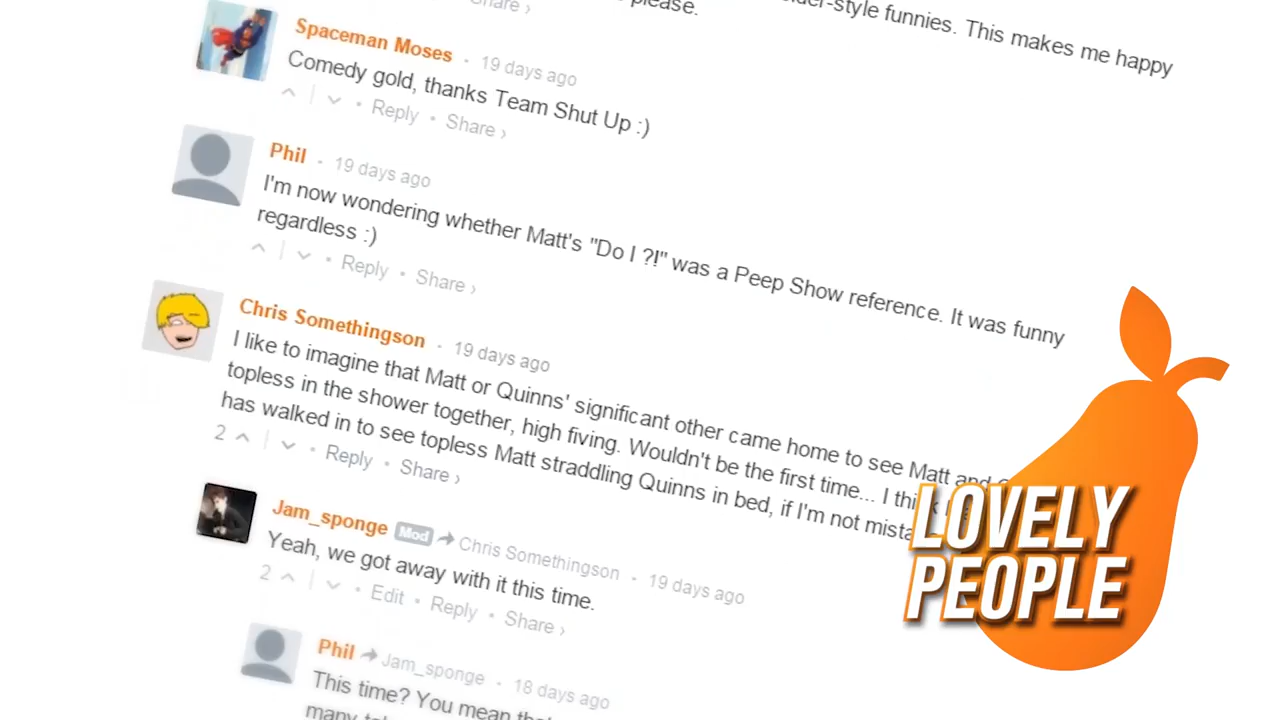 Share ›
please.
-style funnies. This makes me happy
Spaceman Moses • 19 days ago
Comedy gold, thanks Team Shut Up :)
• Reply • Share ›
Phil • 19 days ago
I'm now wondering whether Matt's "Do I ?!" was a Peep Show reference. It was funny
regardless :)
• Reply • Share ›
Chris Somethingson • 19 days ago
I like to imagine that Matt or Quinns' significant other came home to see Matt and
topless in the shower together, high fiving. Wouldn't be the first time... I think
has walked in to see topless Matt straddling Quinns in bed, if I'm not
2 • Reply • Share ›
Jam_sponge Mod Chris Somethingson • 19 days ago
Yeah, we got away with it this time.
2 • Edit • Reply • Share ›
Phil Jam_sponge • 18 days ago
This time? You mean
many
LOVELY
PEOPLE